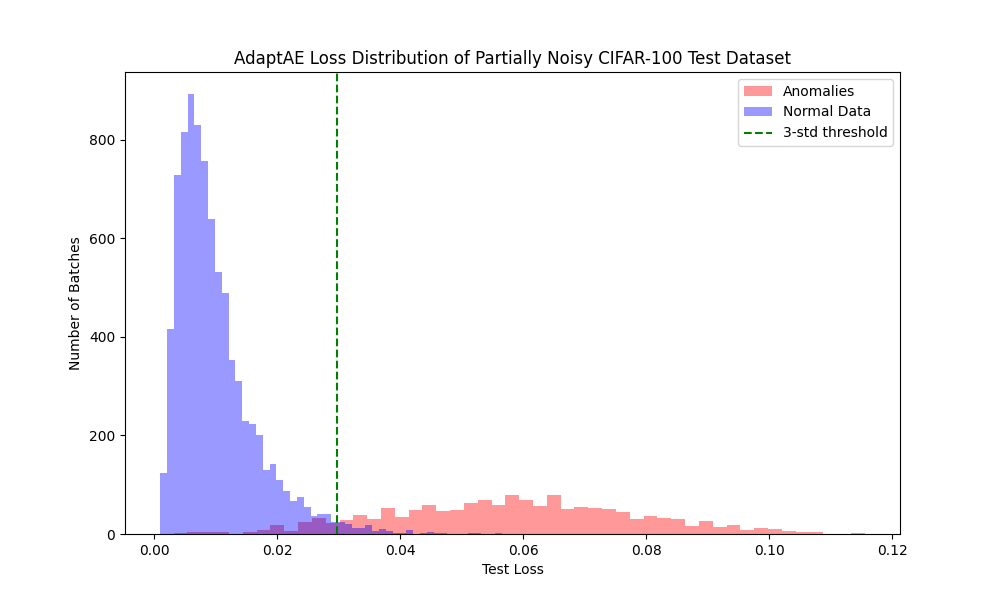 AdaptAE Loss Distribution of Partially Noisy CIFAR-100 Test Dataset
Anomalies
Normal Data
3-std threshold
Number of Batches
800
600
400
200
0
0.00 0.02 0.04 0.06 0.08 0.10 0.12
Test Loss